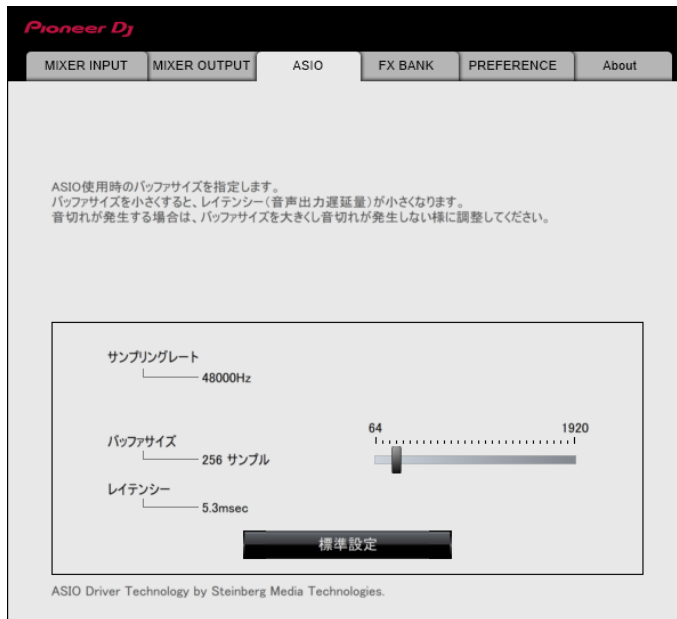 Pioneer Dj
MIXER INPUT
MIXER OUTPUT
ASIO
FX BANK
PREFERENCE
About
ASIO使用時のバッファサイズを指定します。
バッファサイズを小さくすると、レイテンシー(音声出力遅延量)が小さくなります。
音切れが発生する場合は、バッファサイズを大きくし音切れが発生しない様に調整してください。
サンプリングレート
48000Hz
64
1920
バッファサイズ
256 サンプル
レイテンシー
5.3msec
標準設定
ASIO Driver Technology by Steinberg Media Technologies.